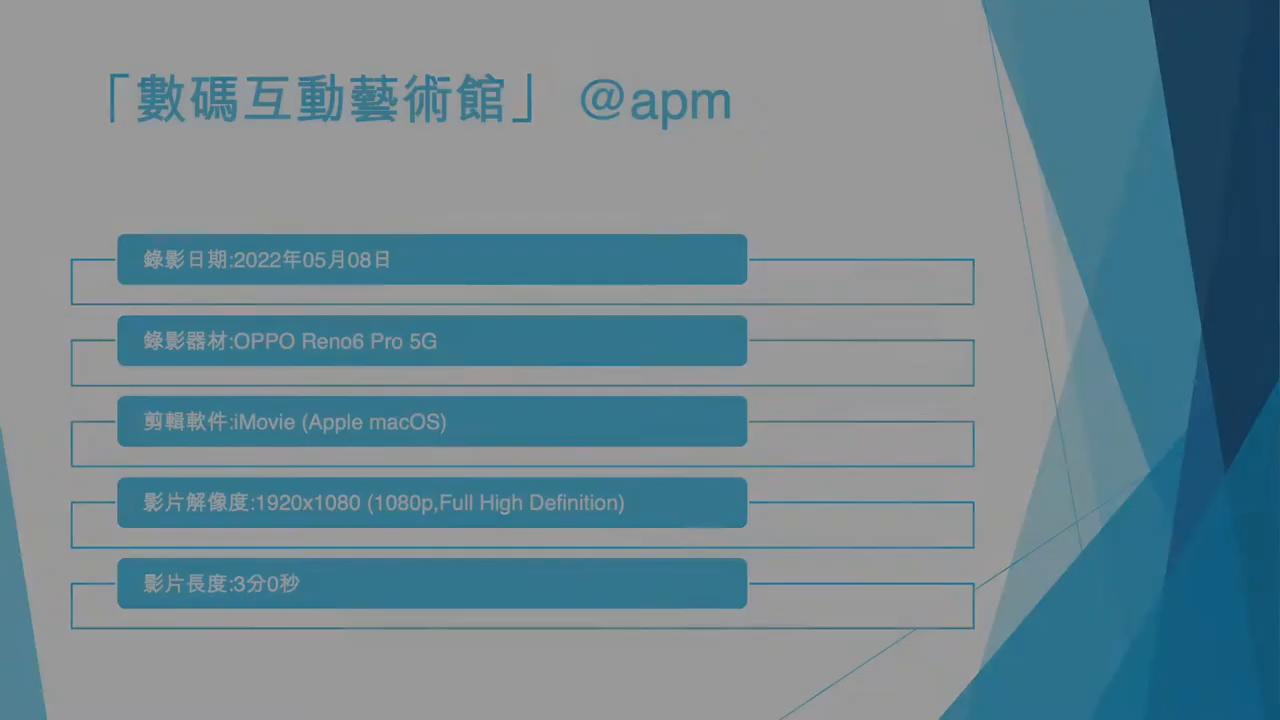 「數碼互動藝術館」 @apm
錄影日期:2022年05月08日
錄影器材:OPPO Reno6 Pro 5G
剪輯軟件:iMovie (Apple macOS)
影片解像度:1920x1080 (1080p,Full High Definition)
影片長度:3分0秒